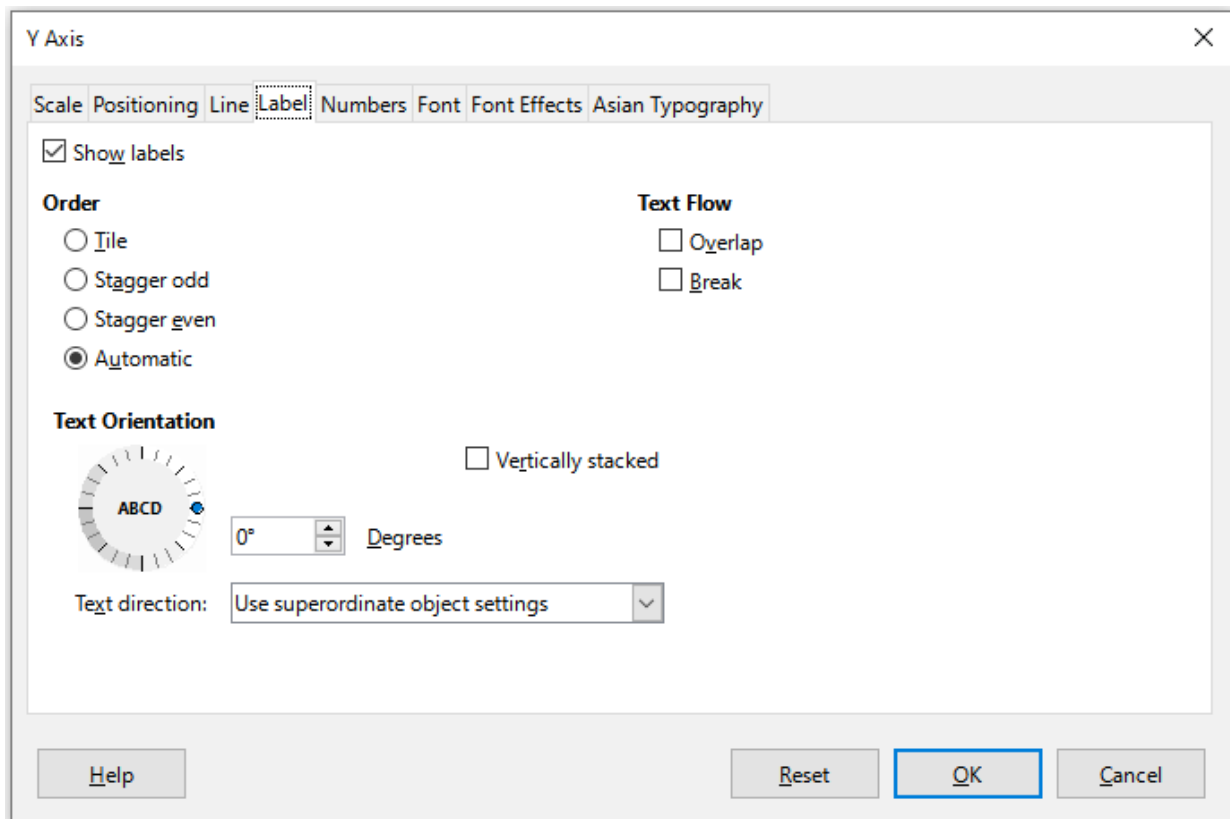 Y Axis
Scale Positioning Line Label Numbers Font Font Effects Asian Typography
Show labels
Order
Tile
Stagger odd
Stagger even
Automatic
Text Flow
Overlap
Break
Text Orientation
ABCD
Vertically stacked
0° Degrees
Text direction: Use superordinate object settings
Help Reset OK Cancel